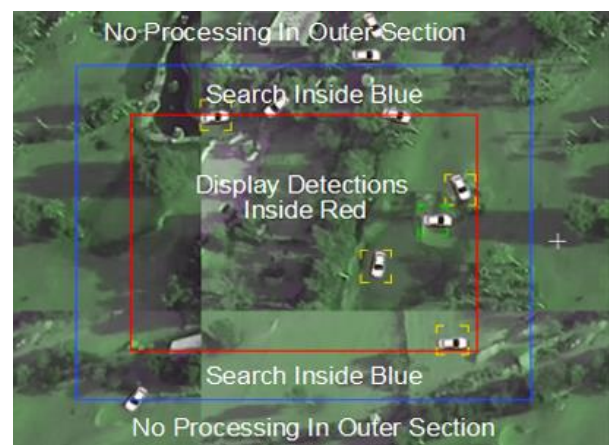 No Processing In Outer Section
Search Inside Blue
Display Detections
Inside Red
Search Inside Blue
No Processing In Outer Section